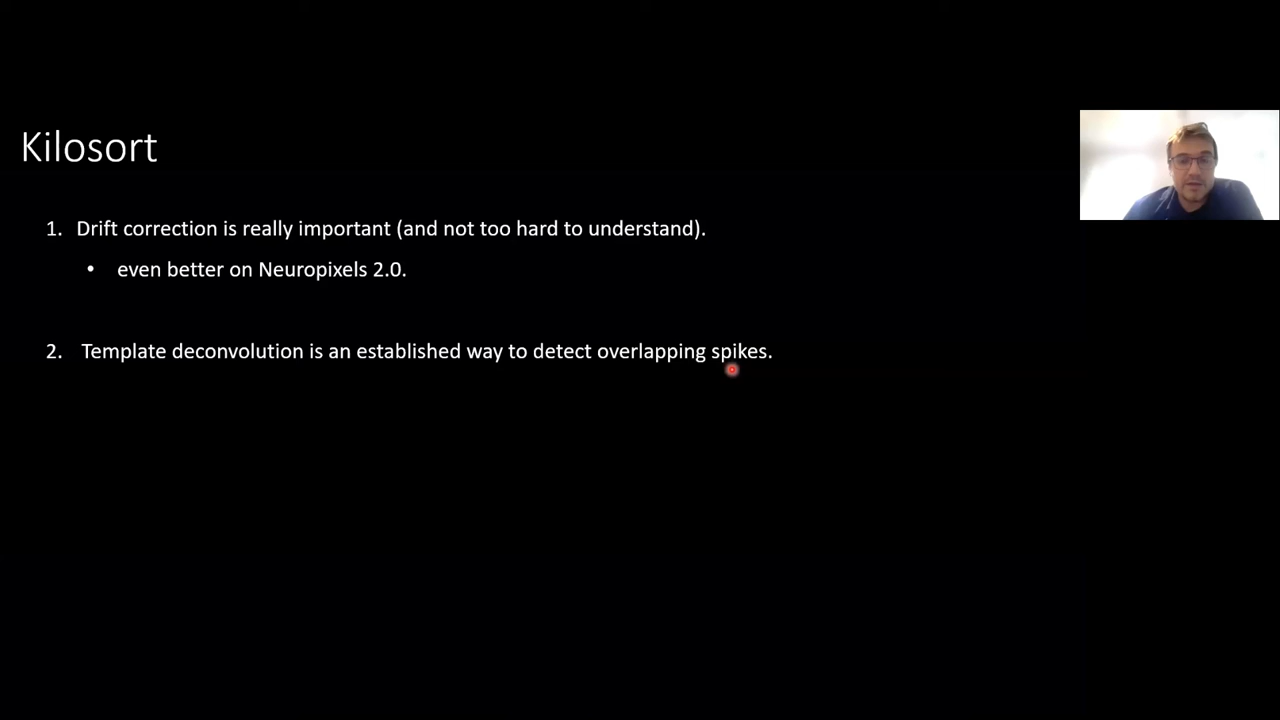 Kilosort
1. Drift correction is really important (and not too hard to understand).
• even better on Neuropixels 2.0.
2. Template deconvolution is an established way to detect overlapping spikes.